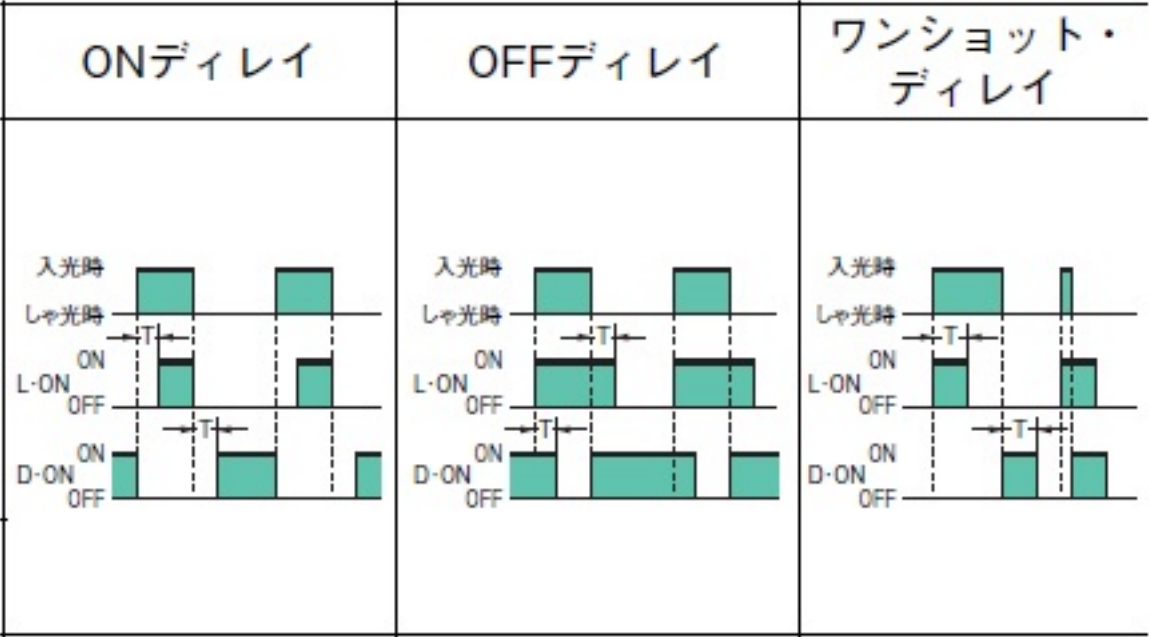 ONディレイ
OFFディレイ
ワンショット・
ディレイ
入光時
しゃ光時
T
ON
L·ON
OFF
T
ON
D·ON
OFF
入光時
しゃ光時
T
ON
L·ON
OFF
T
ON
D·ON
OFF
入光時
しゃ光時
T
ON
L·ON
OFF
T
ON
D·ON
OFF